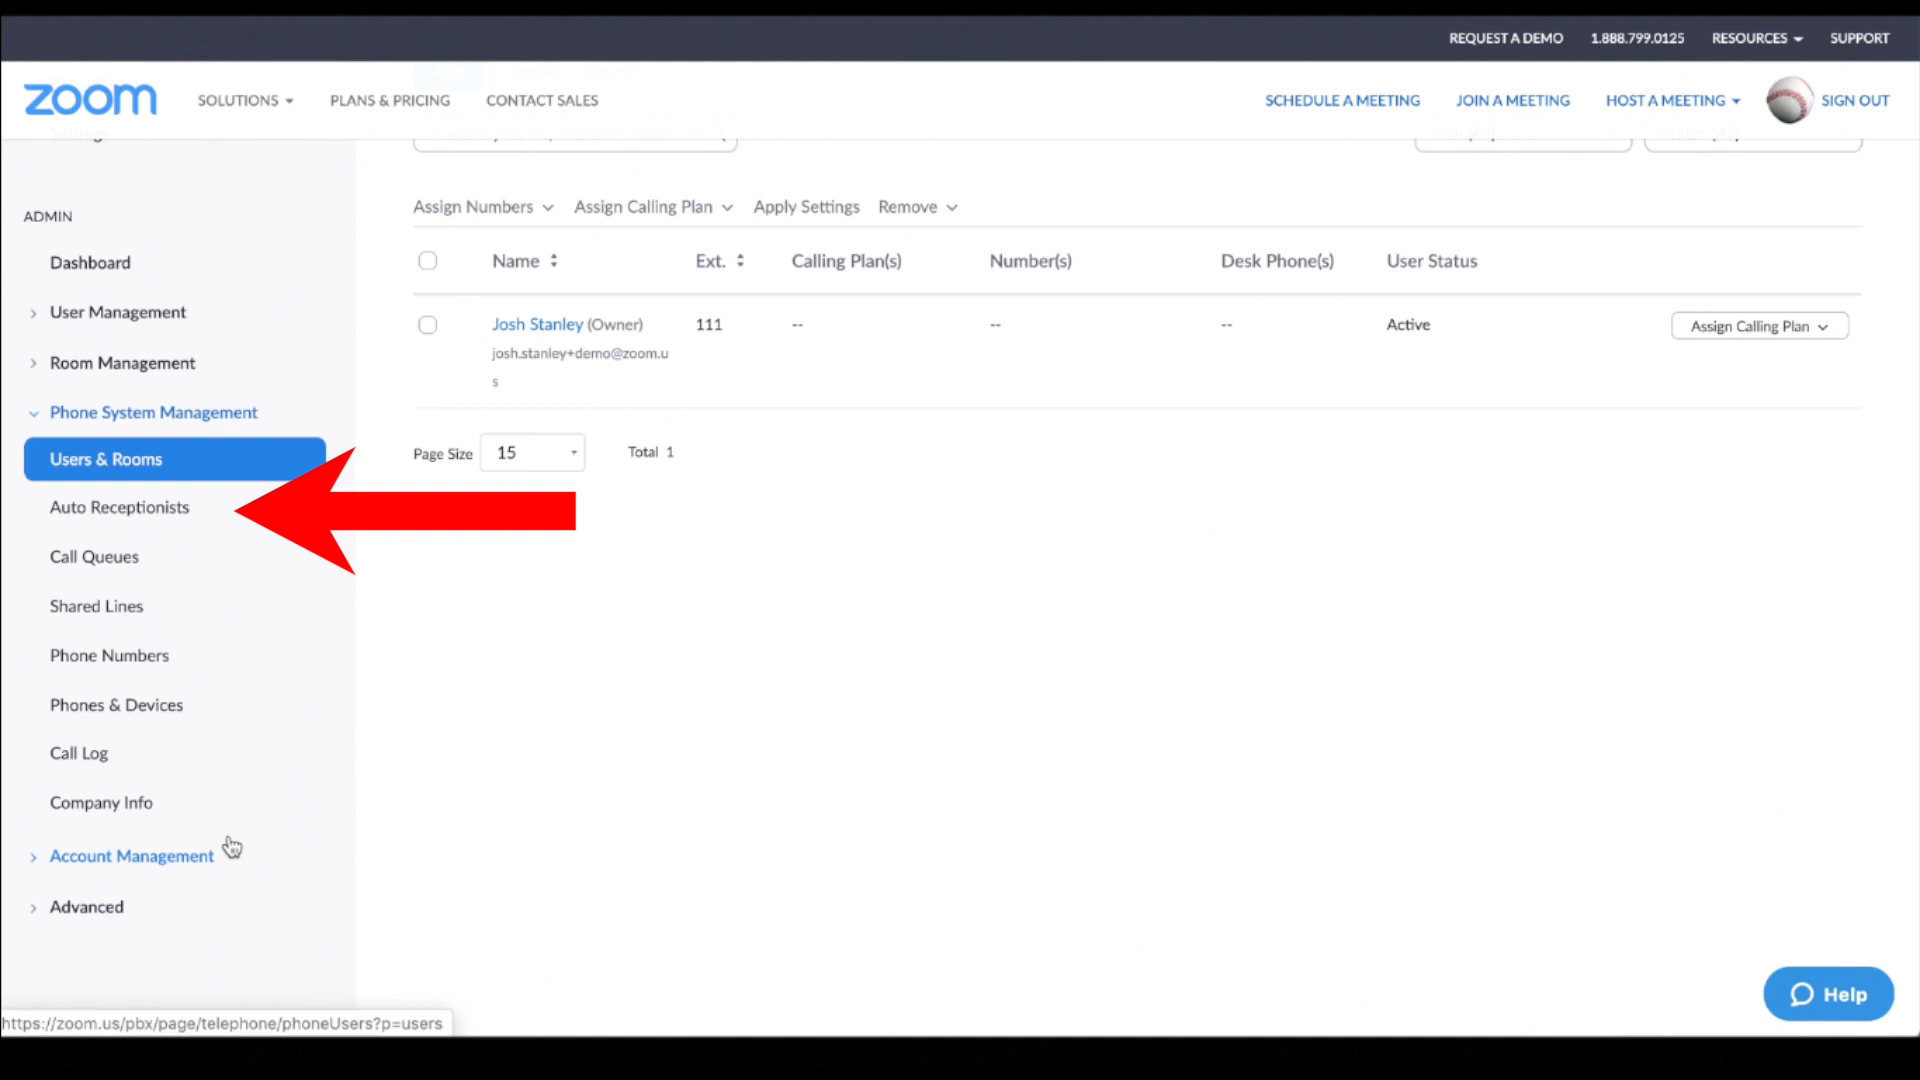 REQUEST A DEMO 1.888.799.0125 RESOURCES SUPPORT
zoom SOLUTIONS PLANS & PRICING CONTACT SALES SCHEDULE A MEETING JOIN A MEETING HOST A MEETING SIGN OUT
ADMIN
Dashboard
User Management
Room Management
Phone System Management
Users & Rooms
Auto Receptionists
Call Queues
Shared Lines
Phone Numbers
Phones & Devices
Call Log
Company Info
Account Management
Advanced
Assign Numbers Assign Calling Plan Apply Settings Remove
Name Ext. Calling Plan(s) Number(s) Desk Phone(s) User Status
Josh Stanley (Owner) 111 -- -- -- Active Assign Calling Plan
josh.stanley+demo@zoom.u
s
Page Size 15 Total 1
Help
https://zoom.us/pbx/page/telephone/phoneUsers?p=users